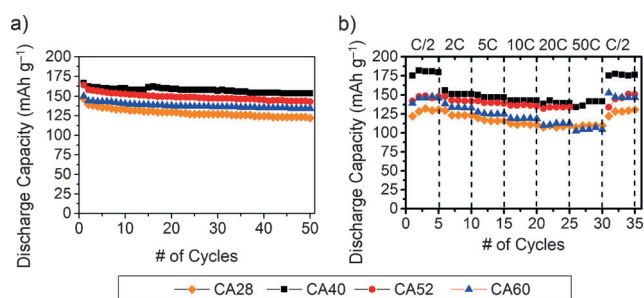 a)
Discharge Capacity (mAh g⁻¹)
200
175
150
125
100
75
50
25
0
0 10 20 30 40 50
# of Cycles
b)
C/2 2C 5C 10C 20C 50C C/2
Discharge Capacity (mAh g⁻¹)
200
175
150
125
100
75
50
25
0
0 5 10 15 20 25 30 35
# of Cycles
CA28 CA40 CA52 CA60